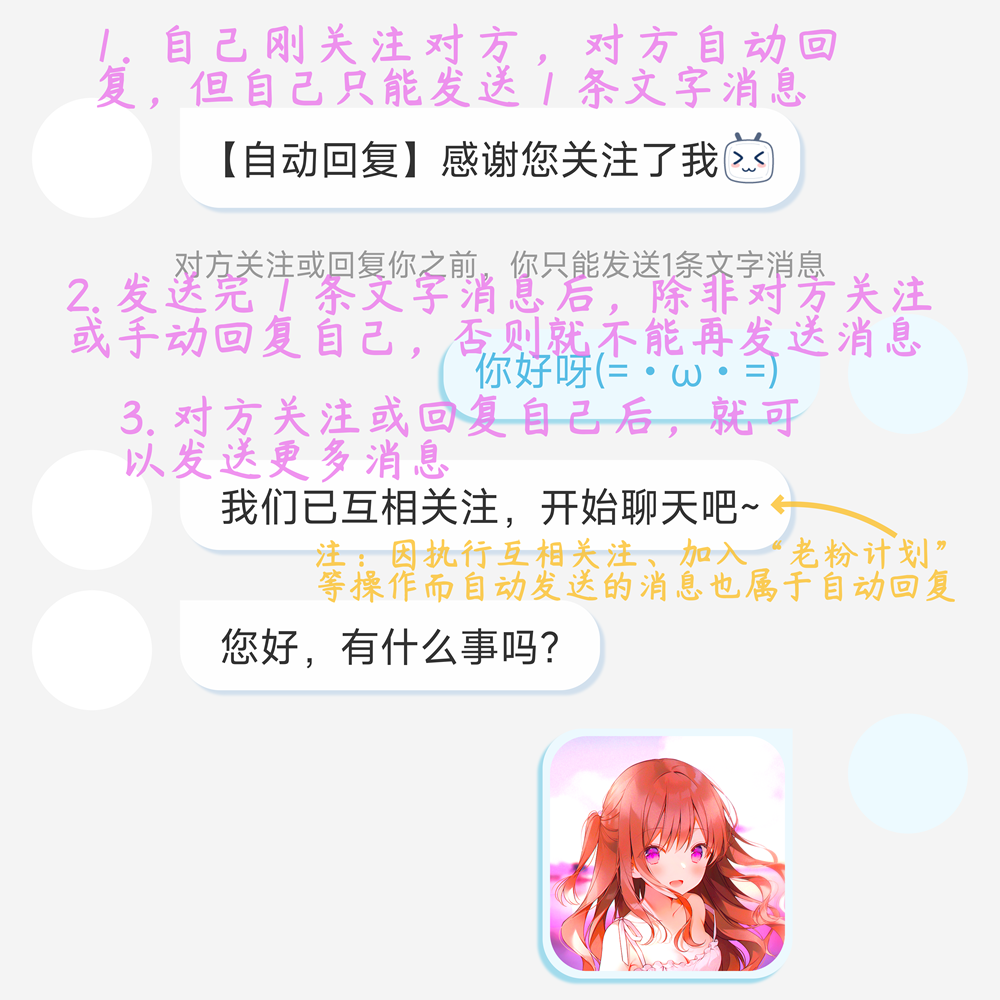 1. 自己刚关注对方，对方自动回
复，但自己只能发送 1 条文字消息
【自动回复】感谢您关注了我
对方关注或回复你之前，你只能发送1条文字消息
2. 发送完 1 条文字消息后，除非对方关注
或手动回复自己，否则就不能再发送消息
你好呀(=・ω・=)
3. 对方关注或回复自己后，就可
以发送更多消息
我们已互相关注，开始聊天吧~
注：因执行互相关注、加入“老粉计划”
等操作而自动发送的消息也属于自动回复
您好，有什么事吗?